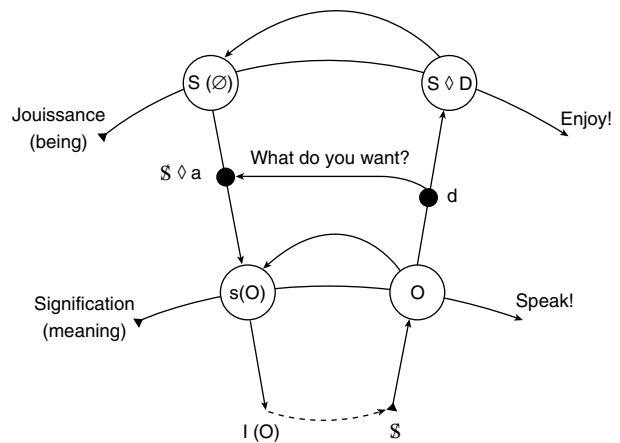 S (Ø)
S ◊ D
Jouissance
(being)
Enjoy!
What do you want?
$ ◊ a
d
s(O)
O
Signification
(meaning)
Speak!
I (O)
$